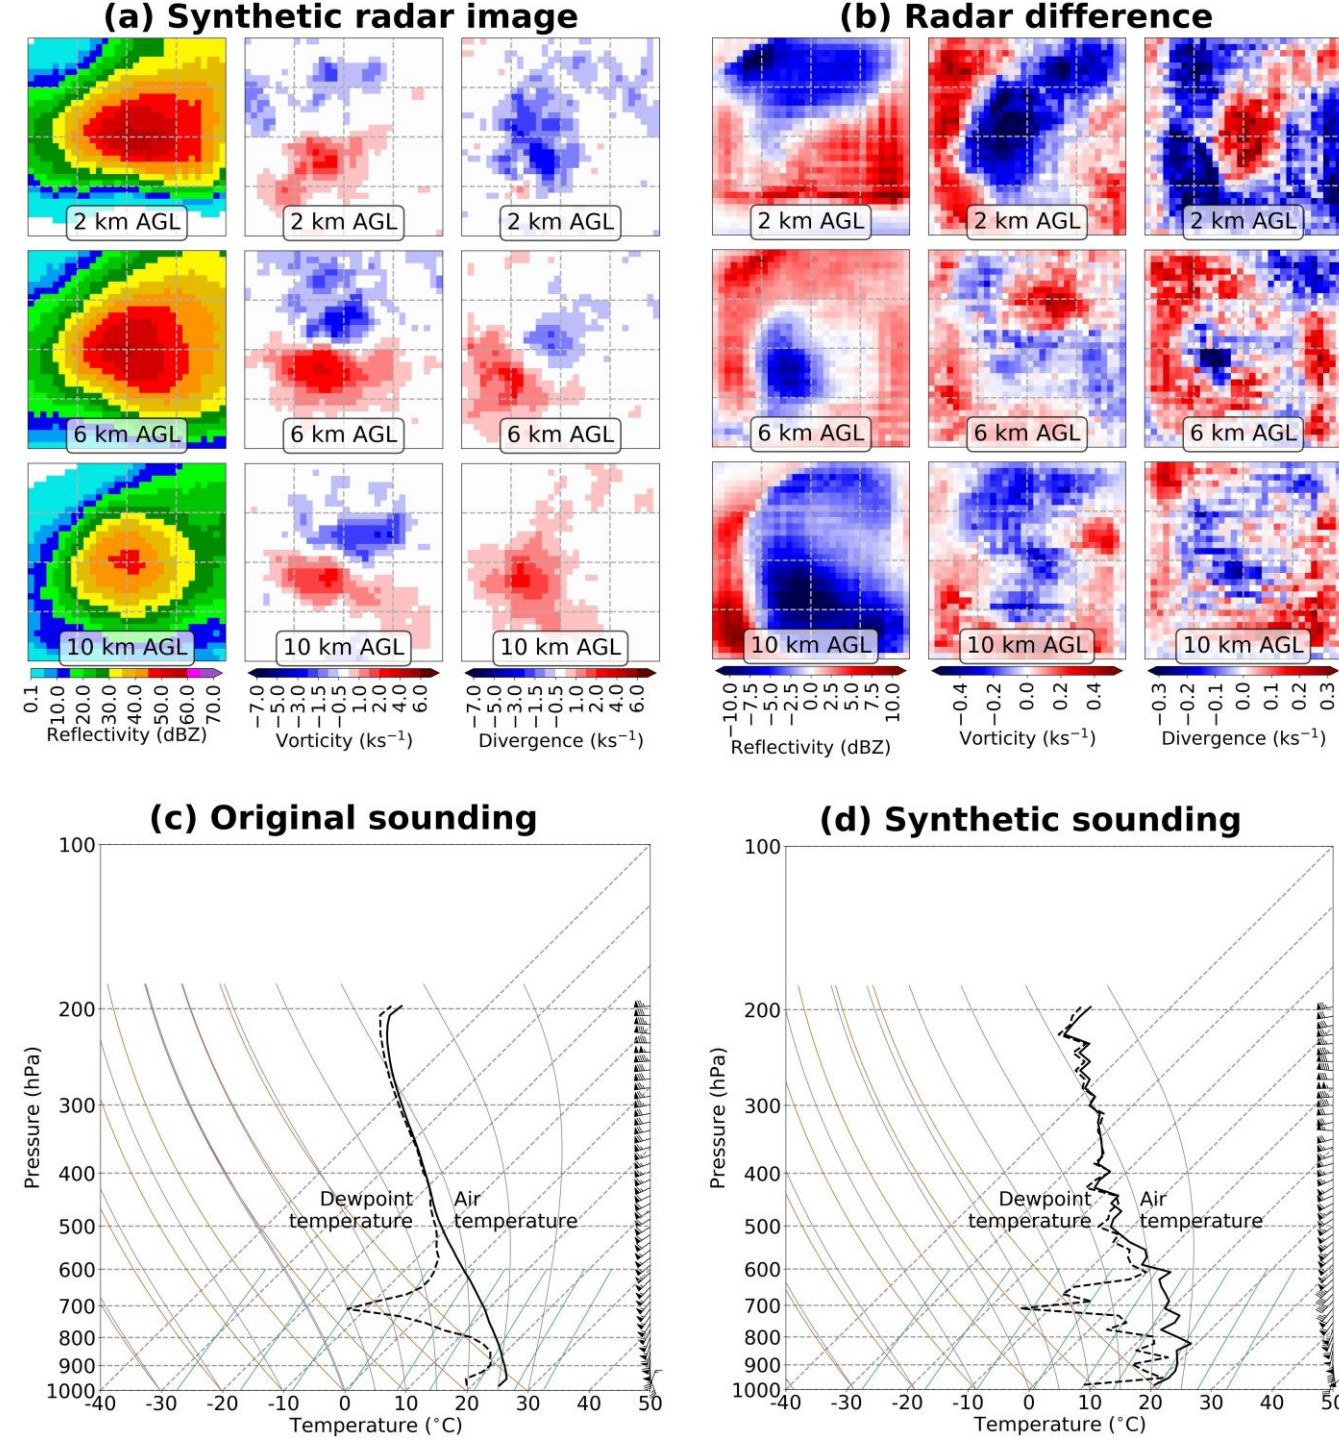 (a) Synthetic radar image
(b) Radar difference
2 km AGL
2 km AGL
2 km AGL
2 km AGL
2 km AGL
2 km AGL
6 km AGL
6 km AGL
6 km AGL
6 km AGL
6 km AGL
6 km AGL
10 km AGL
10 km AGL
10 km AGL
10 km AGL
10 km AGL
10 km AGL
0.1 10.0 20.0 30.0 40.0 50.0 60.0 70.0
Reflectivity (dBZ)
−7.0 −5.0 −3.0 −1.5 −0.5 1.0 2.0 4.0 6.0
Vorticity (ks⁻¹)
−7.0 −5.0 −3.0 −1.5 −0.5 1.0 2.0 4.0 6.0
Divergence (ks⁻¹)
−10.0 −7.5 −5.0 −2.5 0.0 2.5 5.0 7.5 10.0
Reflectivity (dBZ)
−0.4 −0.2 0.0 0.2 0.4
Vorticity (ks⁻¹)
−0.3 −0.2 −0.1 0.0 0.1 0.2 0.3
Divergence (ks⁻¹)
(c) Original sounding
100
200
300
400
500
600
700
800
900
1000
Pressure (hPa)
Dewpoint
temperature
Air
temperature
-40 -30 -20 -10 0 10 20 30 40 50
Temperature (°C)
(d) Synthetic sounding
100
200
300
400
500
600
700
800
900
1000
Pressure (hPa)
Dewpoint
temperature
Air
temperature
-40 -30 -20 -10 0 10 20 30 40 50
Temperature (°C)